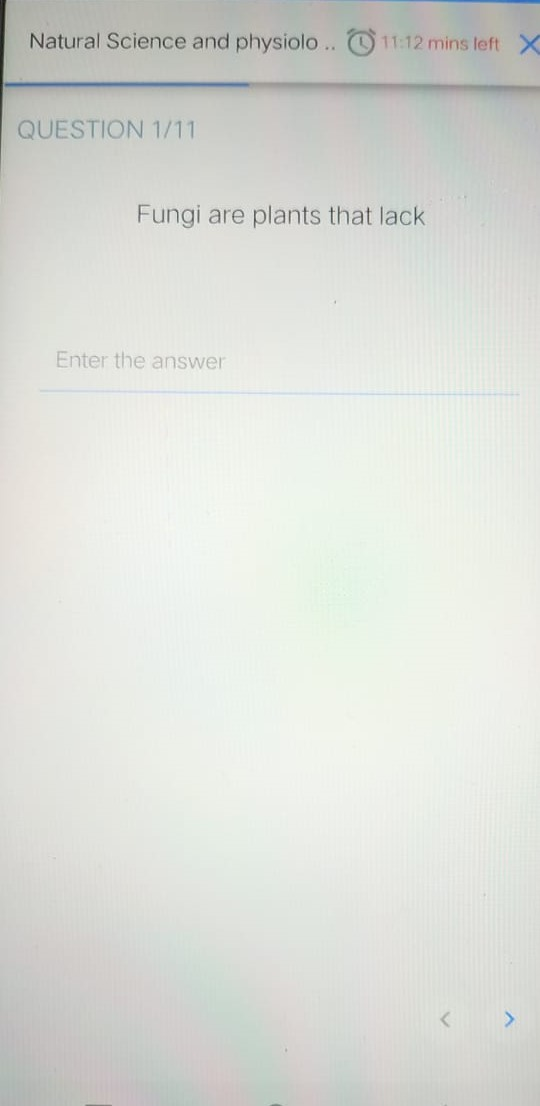 Natural Science and physiolo .. 11:12 mins left
QUESTION 1/11
Fungi are plants that lack
Enter the answer